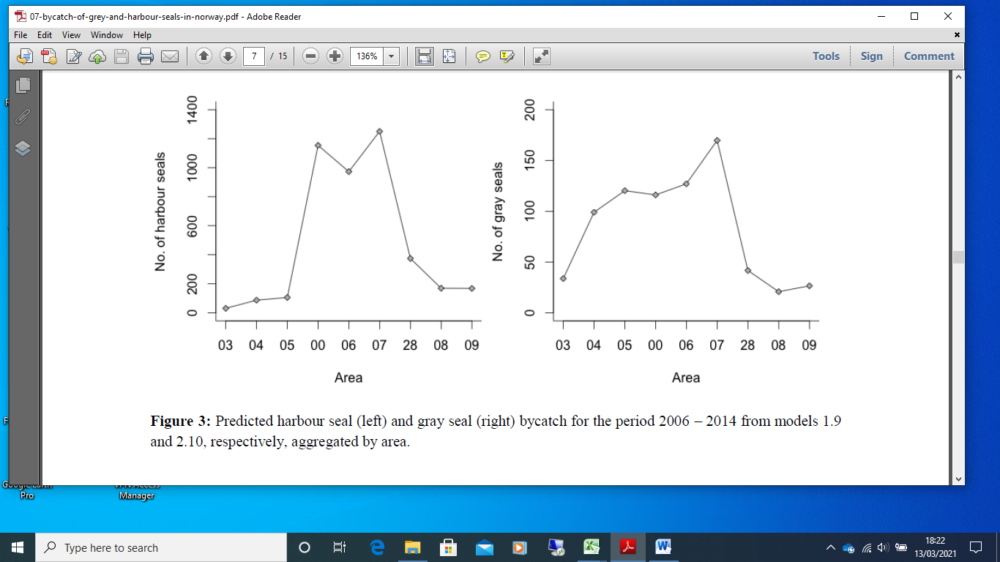 07-bycatch-of-grey-and-harbour-seals-in-norway.pdf - Adobe Reader
File Edit View Window Help
7 / 15 136% Tools Sign Comment
No. of harbour seals
1400
1000
600
200
0
03 04 05 00 06 07 28 08 09
Area
No. of gray seals
200
150
100
50
0
03 04 05 00 06 07 28 08 09
Area
Figure 3: Predicted harbour seal (left) and gray seal (right) bycatch for the period 2006 – 2014 from models 1.9
and 2.10, respectively, aggregated by area.
Pro
Manager
Type here to search
18:22
13/03/2021